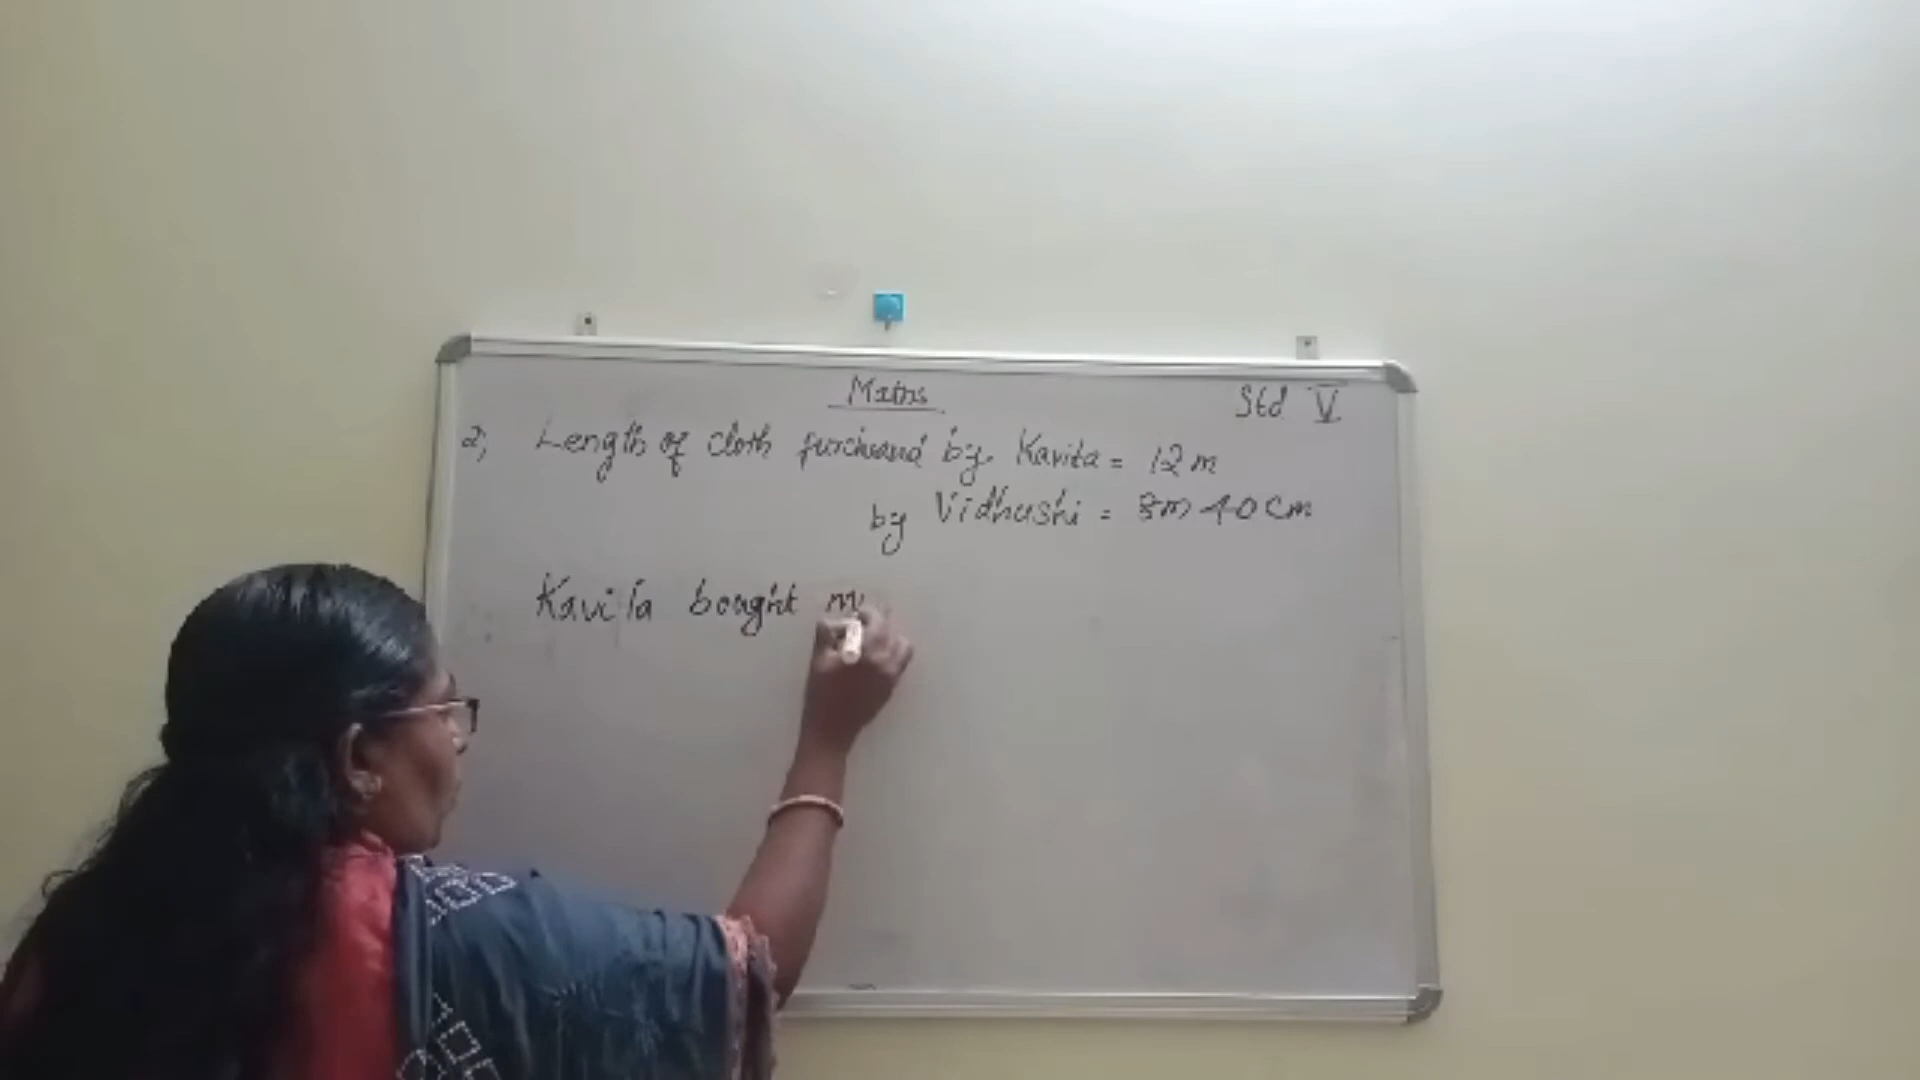 Maths
Std V
2, Length of cloth purchased by Kavita = 12 m
by Vidhushi = 8m 40 cm
Kavita bought m